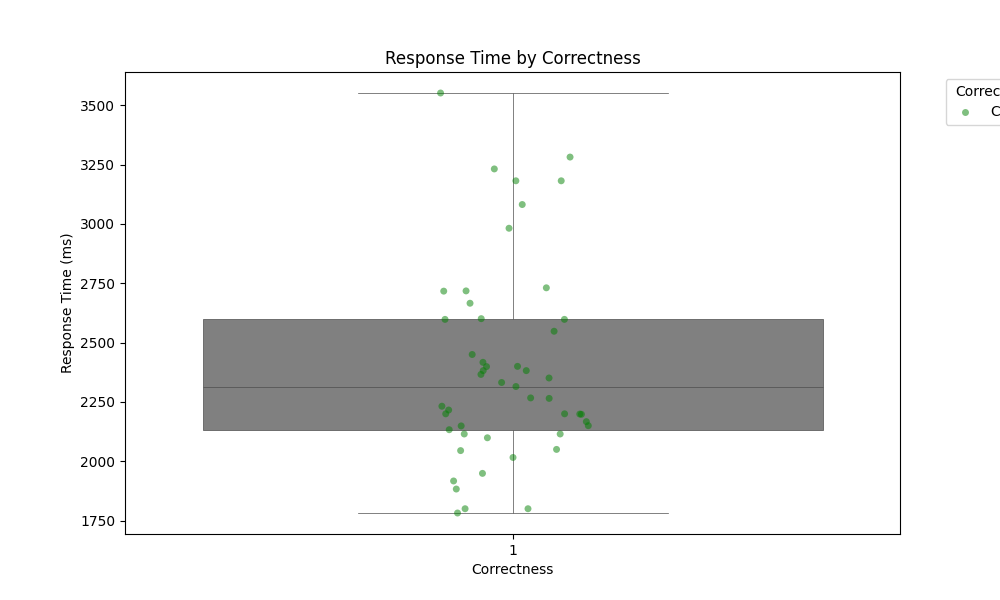 Response Time by Correctness
3500
3250
3000
2750
2500
2250
2000
1750
Response Time (ms)
1
Correctness
Correc
C